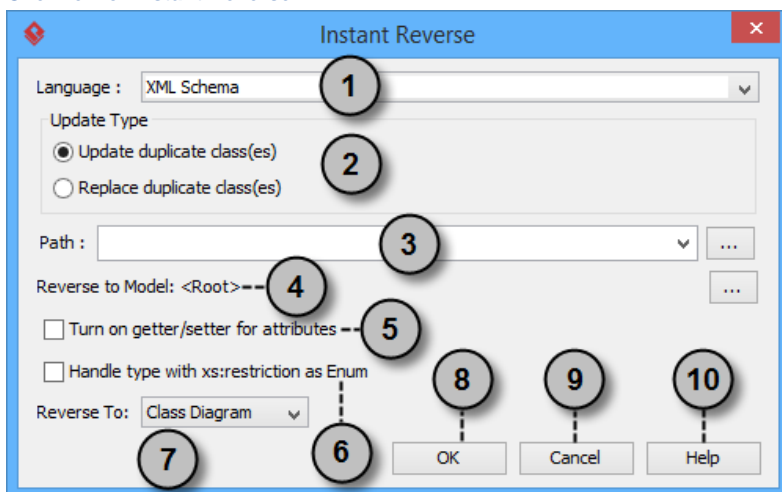 Instant Reverse
Language : XML Schema 1
Update Type
Update duplicate class(es)
2
Replace duplicate class(es)
Path : 3 ...
Reverse to Model: <Root> 4 ...
Turn on getter/setter for attributes 5
Handle type with xs:restriction as Enum
8 9 10
Reverse To: Class Diagram
7 6 OK Cancel Help